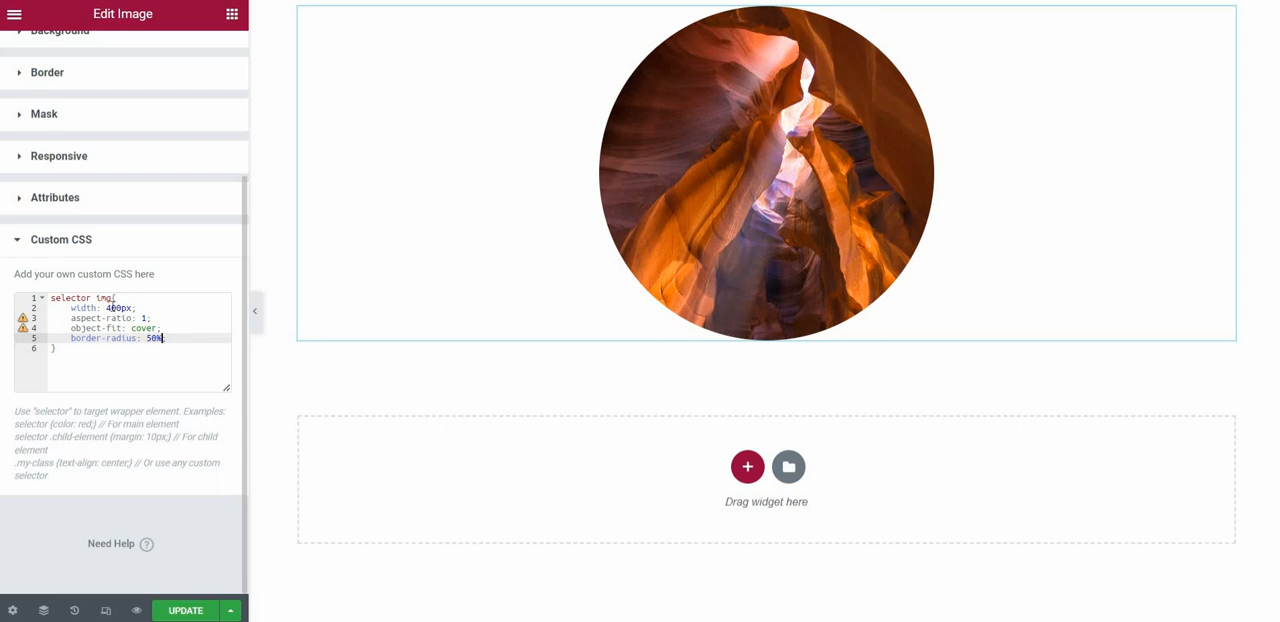 Edit Image
Background
Border
Mask
Responsive
Attributes
Custom CSS
Add your own custom CSS here
1 selector img{
2 width: 400px;
3 aspect-ratio: 1;
4 object-fit: cover;
5 border-radius: 50%;
6 }
Use "selector" to target wrapper element. Examples:
selector {color: red;} // For main element
selector .child-element {margin: 10px;} // For child
element
.my-class {text-align: center;} // Or use any custom
selector
Need Help ?
UPDATE
Drag widget here